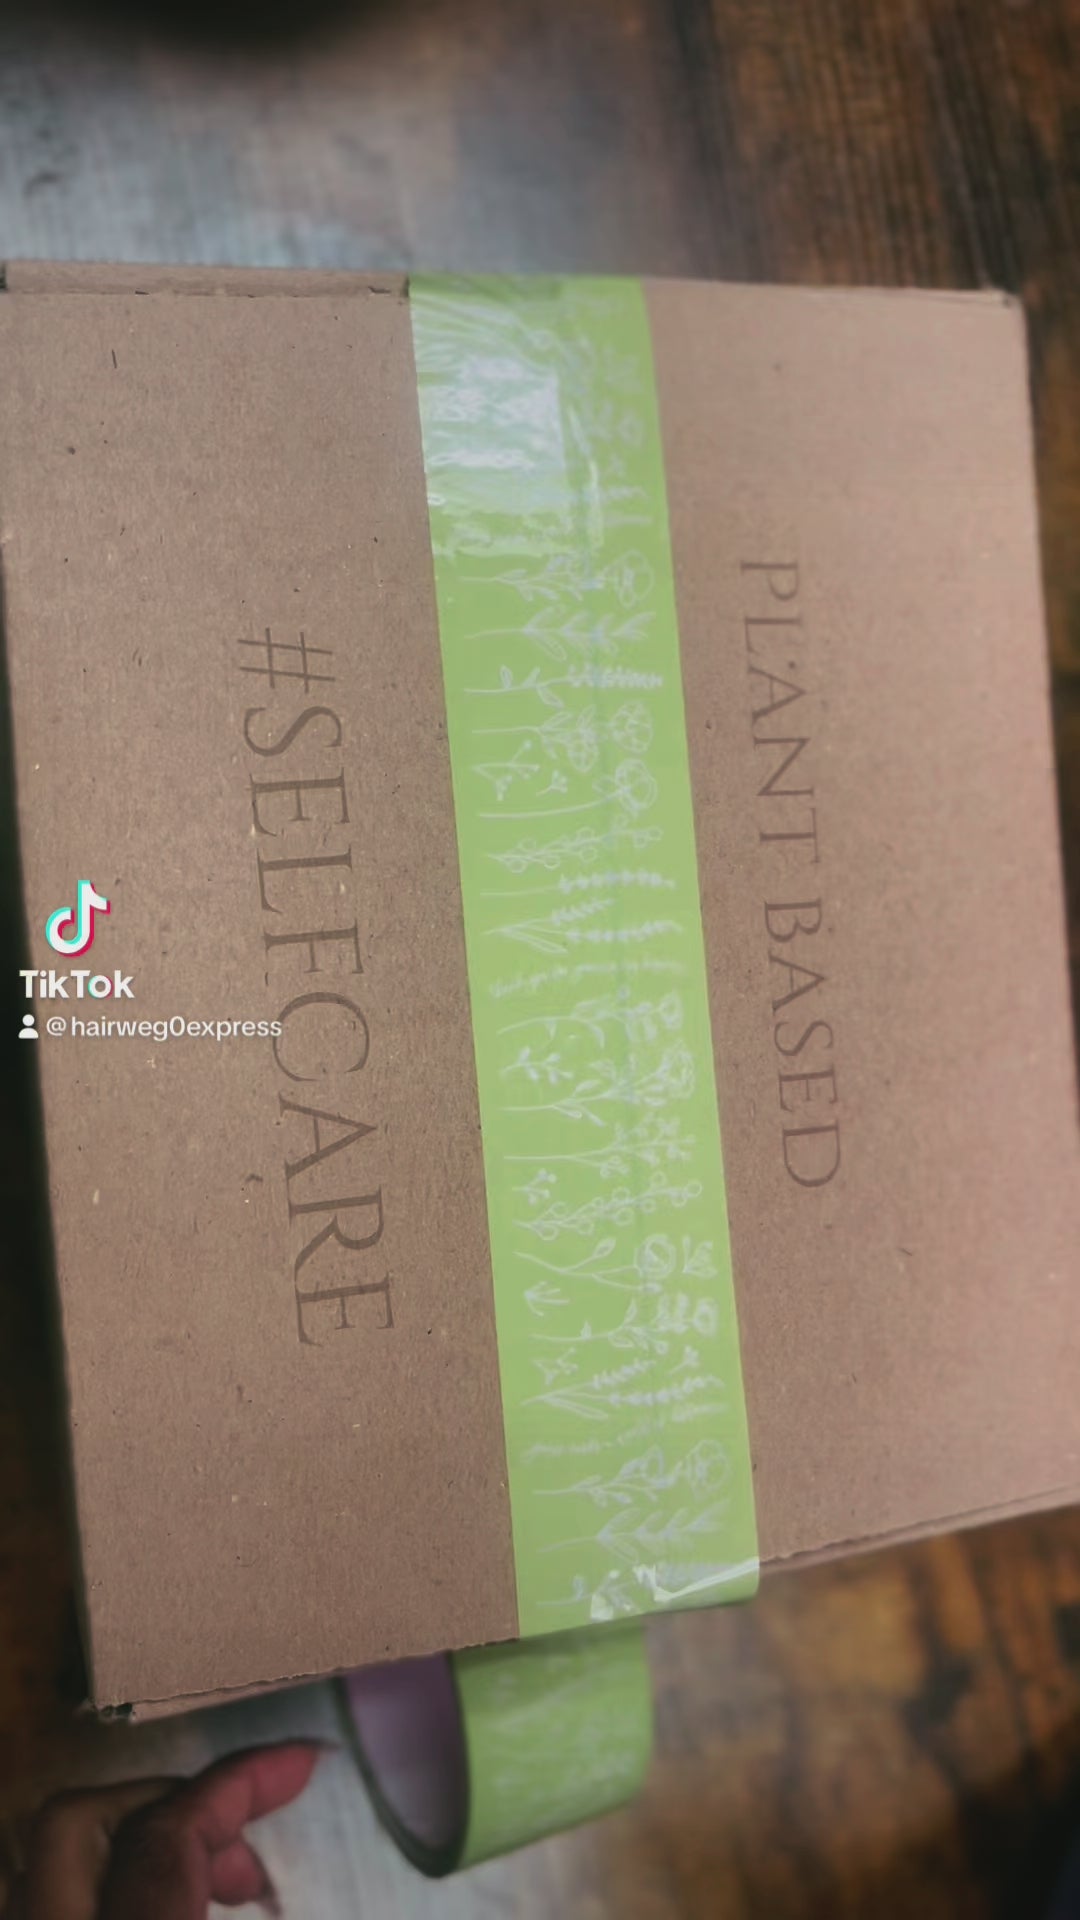 PLANT BASED
#SELFCARE
TikTok
@hairweg0express